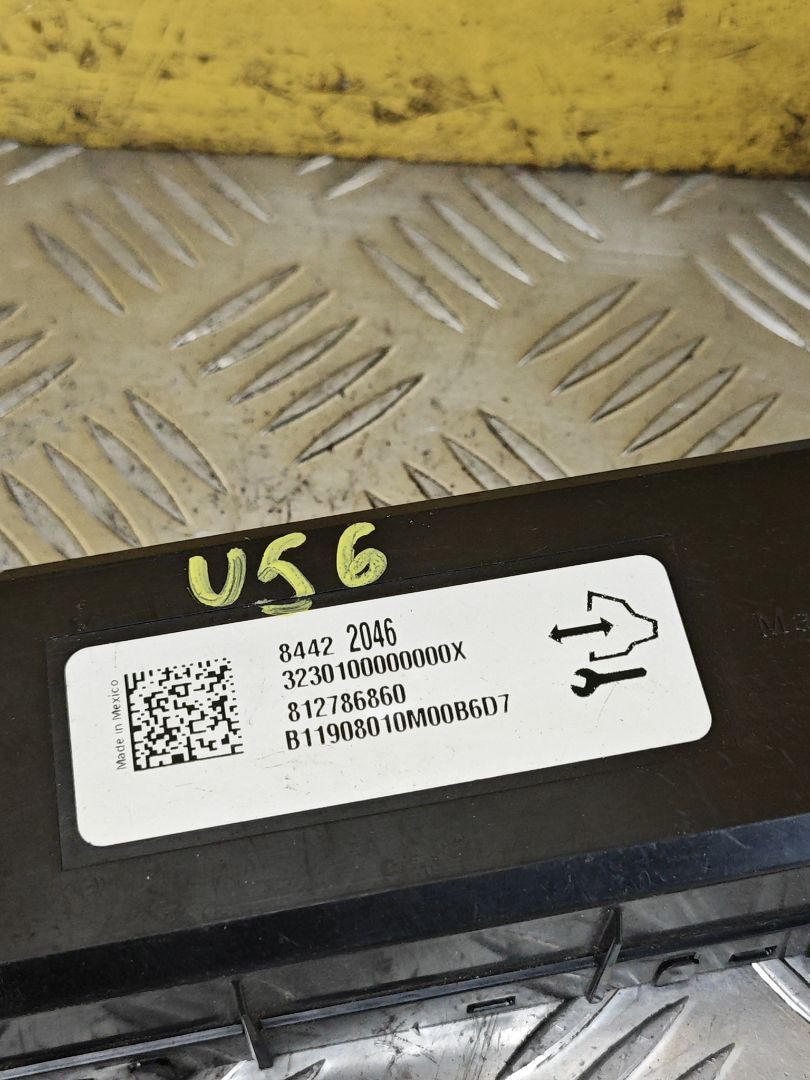 U56
8442 2046
3230100000000X
812786860
B11908010M00B6D7
Made in Mexico